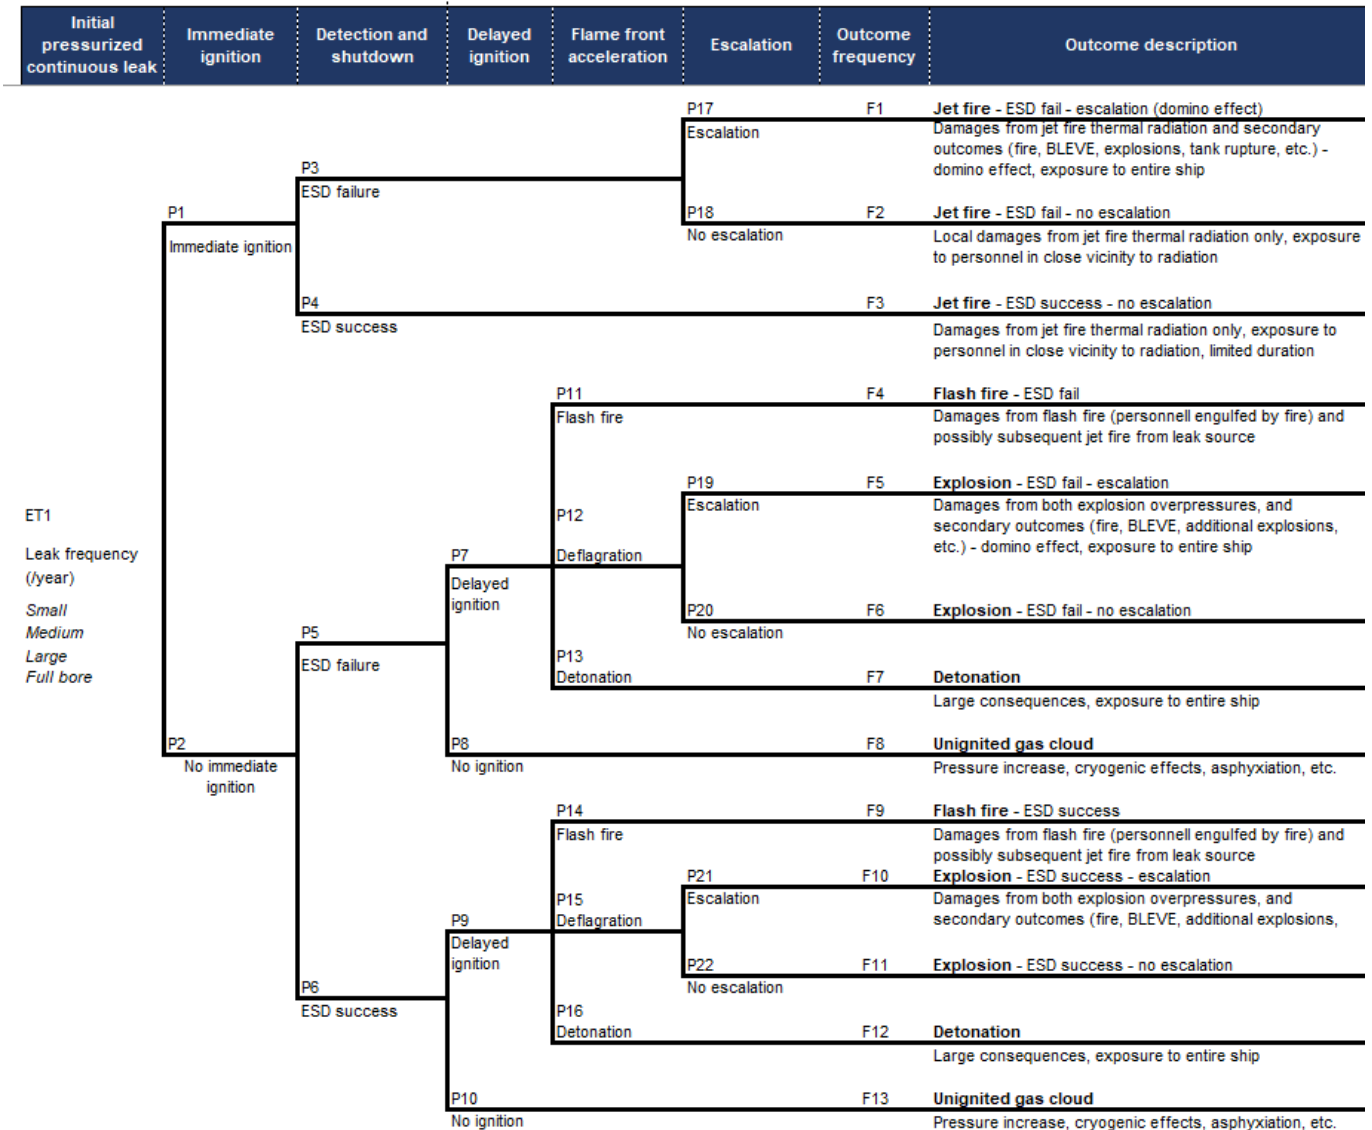 Initial
pressurized
continuous leak
Immediate
ignition
Detection and
shutdown
Delayed
ignition
Flame front
acceleration
Escalation
Outcome
frequency
Outcome description
P17
Escalation
F1
Jet fire - ESD fail - escalation (domino effect)
Damages from jet fire thermal radiation and secondary
outcomes (fire, BLEVE, explosions, tank rupture, etc.) -
domino effect, exposure to entire ship
P3
ESD failure
P1
Immediate ignition
P18
No escalation
F2
Jet fire - ESD fail - no escalation
Local damages from jet fire thermal radiation only, exposure
to personnel in close vicinity to radiation
P4
ESD success
F3
Jet fire - ESD success - no escalation
Damages from jet fire thermal radiation only, exposure to
personnel in close vicinity to radiation, limited duration
P11
Flash fire
F4
Flash fire - ESD fail
Damages from flash fire (personnell engulfed by fire) and
possibly subsequent jet fire from leak source
P19
Escalation
F5
Explosion - ESD fail - escalation
Damages from both explosion overpressures, and
secondary outcomes (fire, BLEVE, additional explosions,
etc.) - domino effect, exposure to entire ship
ET1
Leak frequency
(/year)
Small
Medium
Large
Full bore
P12
Deflagration
P7
Delayed
ignition
P20
No escalation
F6
Explosion - ESD fail - no escalation
P5
ESD failure
P13
Detonation
F7
Detonation
Large consequences, exposure to entire ship
P2
No immediate
ignition
P8
No ignition
F8
Unignited gas cloud
Pressure increase, cryogenic effects, asphyxiation, etc.
P14
Flash fire
F9
Flash fire - ESD success
Damages from flash fire (personnell engulfed by fire) and
possibly subsequent jet fire from leak source
P21
Escalation
F10
Explosion - ESD success - escalation
Damages from both explosion overpressures, and
secondary outcomes (fire, BLEVE, additional explosions,
P15
Deflagration
P9
Delayed
ignition
P22
No escalation
F11
Explosion - ESD success - no escalation
P6
ESD success
P16
Detonation
F12
Detonation
Large consequences, exposure to entire ship
P10
No ignition
F13
Unignited gas cloud
Pressure increase, cryogenic effects, asphyxiation, etc.